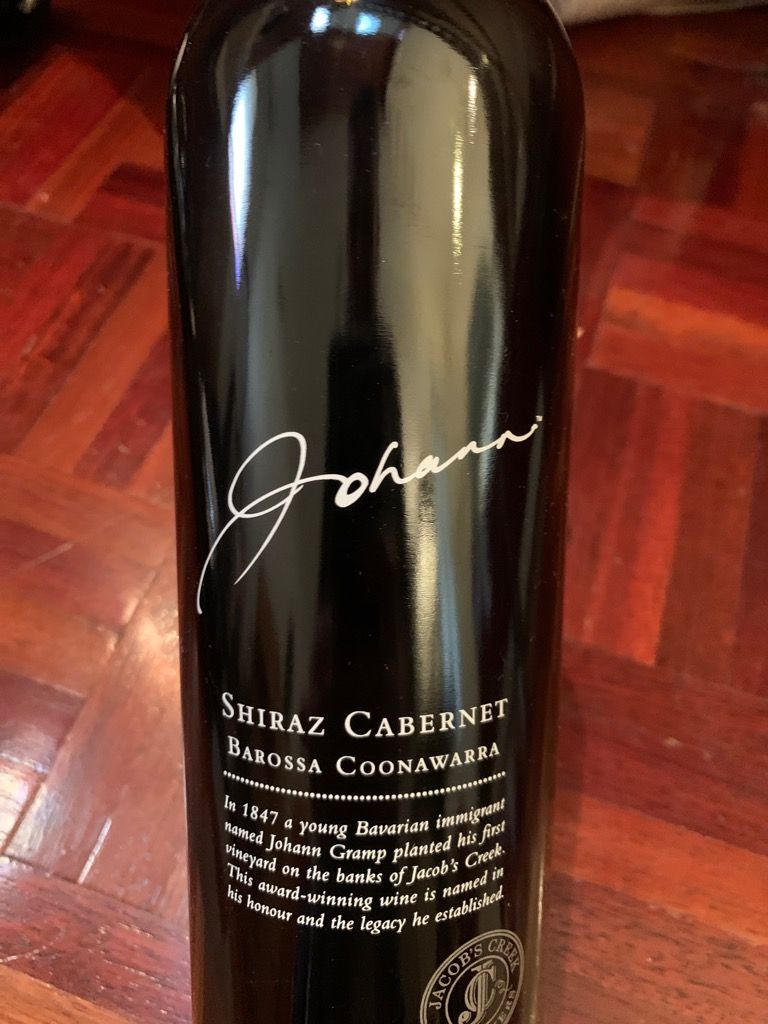 Johann
SHIRAZ CABERNET
BAROSSA COONAWARRA
In 1847 a young Bavarian immigrant
named Johann Gramp planted his first
vineyard on the banks of Jacob's Creek.
This award-winning wine is named in
his honour and the legacy he established.
JACOB'S CREEK
JC